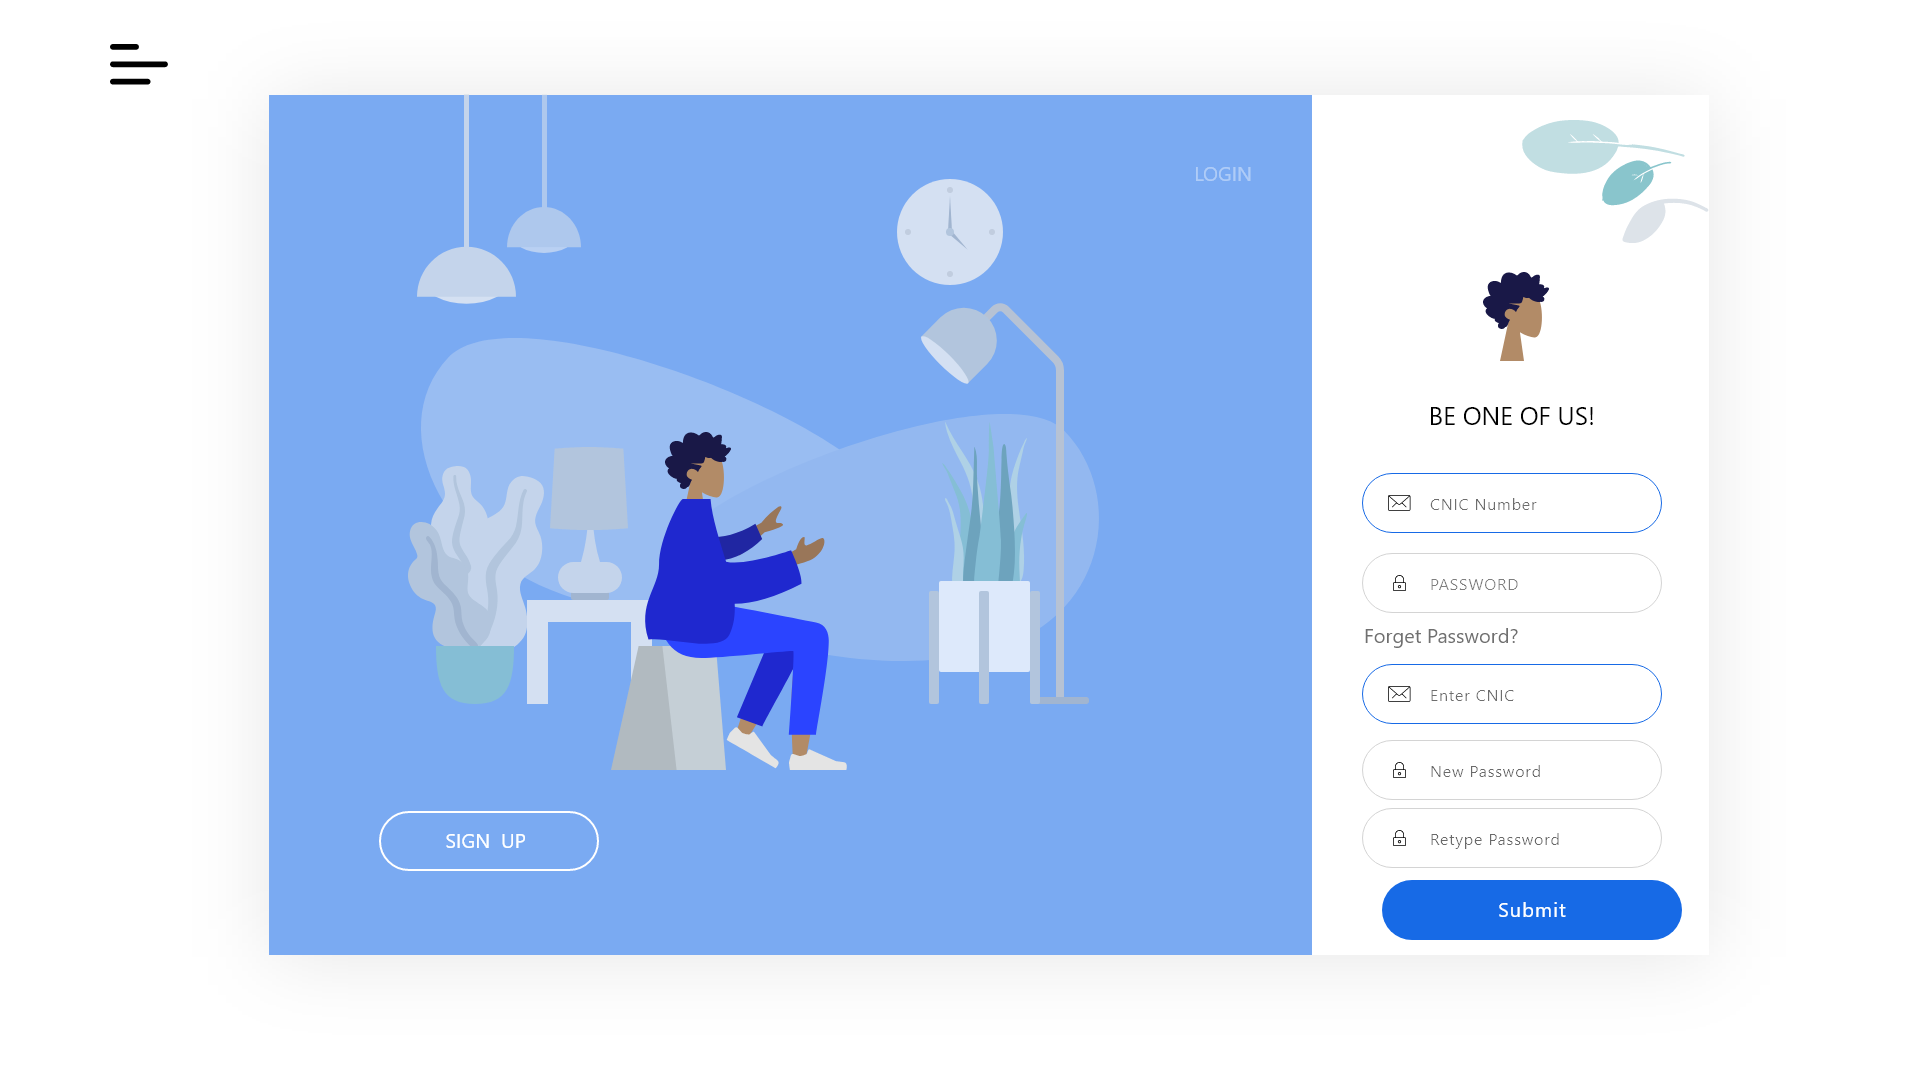 LOGIN
SIGN UP
BE ONE OF US!
CNIC Number
PASSWORD
Forget Password?
Enter CNIC
New Password
Retype Password
Submit